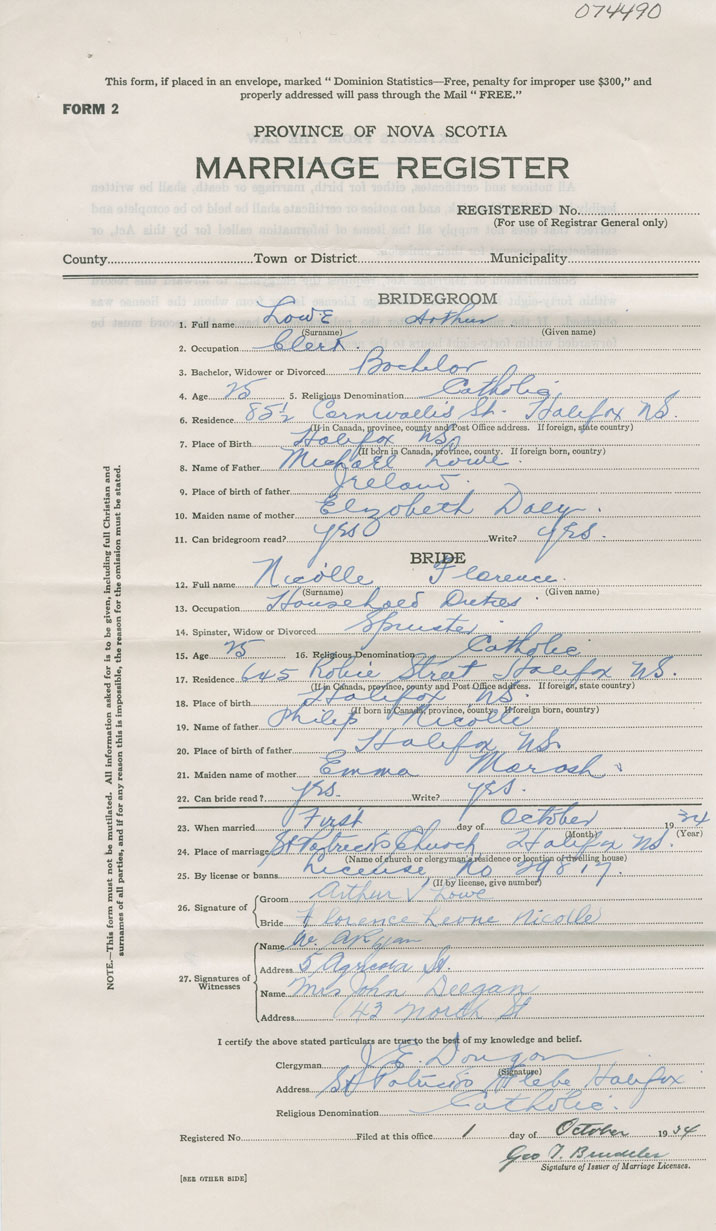 074490
This form, if placed in an envelope, marked “ Dominion Statistics—Free, penalty for improper use $300,” and
properly addressed will pass through the Mail “ FREE.”
FORM 2
PROVINCE OF NOVA SCOTIA
MARRIAGE REGISTER
REGISTERED No.
(For use of Registrar General only)
County Town or District Municipality
BRIDEGROOM
1. Full name Lowe Arthur
(Surname) (Given name)
2. Occupation Clerk.
3. Bachelor, Widower or Divorced Bachelor
4. Age 25 5. Religious Denomination Catholic
6. Residence 85½ Cornwallis St. Halifax NS.
(If in Canada, province, county and Post Office address. If foreign, state country)
7. Place of Birth Halifax NS
(If born in Canada, province, county. If foreign born, country)
8. Name of Father Michael Lowe.
9. Place of birth of father Ireland.
10. Maiden name of mother Elizabeth Daley.
11. Can bridegroom read? yes Write? yes.
BRIDE
12. Full name Nicolle Florence.
(Surname) (Given name)
13. Occupation Household Duties
14. Spinster, Widow or Divorced Spinster
15. Age 25 16. Religious Denomination Catholic
17. Residence 645 Robie Street Halifax NS.
(If in Canada, province, county and Post Office address. If foreign, state country)
18. Place of birth Halifax NS.
(If born in Canada, province, county. If foreign born, country)
19. Name of father Philip Nicolle
20. Place of birth of father Halifax NS.
21. Maiden name of mother Emma
22. Can bride read? yes. Write? yes.
23. When married First day of October 1934
(Month) (Year)
24. Place of marriage St Patrick's Church Halifax NS.
(Name of church or clergyman's residence or location of dwelling house)
25. By license or banns License No 29817.
(If by license, give number)
26. Signature of Groom Arthur J Lowe
Bride Florence Leone Nicolle
27. Signatures of Witnesses Name
Address 5 Agricola St.
Name Mrs John Deegan
Address 43 North St
I certify the above stated particulars are true to the best of my knowledge and belief.
Clergyman
(Signature)
Address St Patrick's Glebe Halifax
Religious Denomination Catholic.
Registered No. Filed at this office 1 day of October 1934
Geo T.
Signature of Issuer of Marriage Licenses.
[SEE OTHER SIDE]
NOTE.—This form must not be mutilated. All information asked for is to be given, including full Christian and
surnames of all parties, and if for any reason this is impossible, the reason for the omission must be stated.